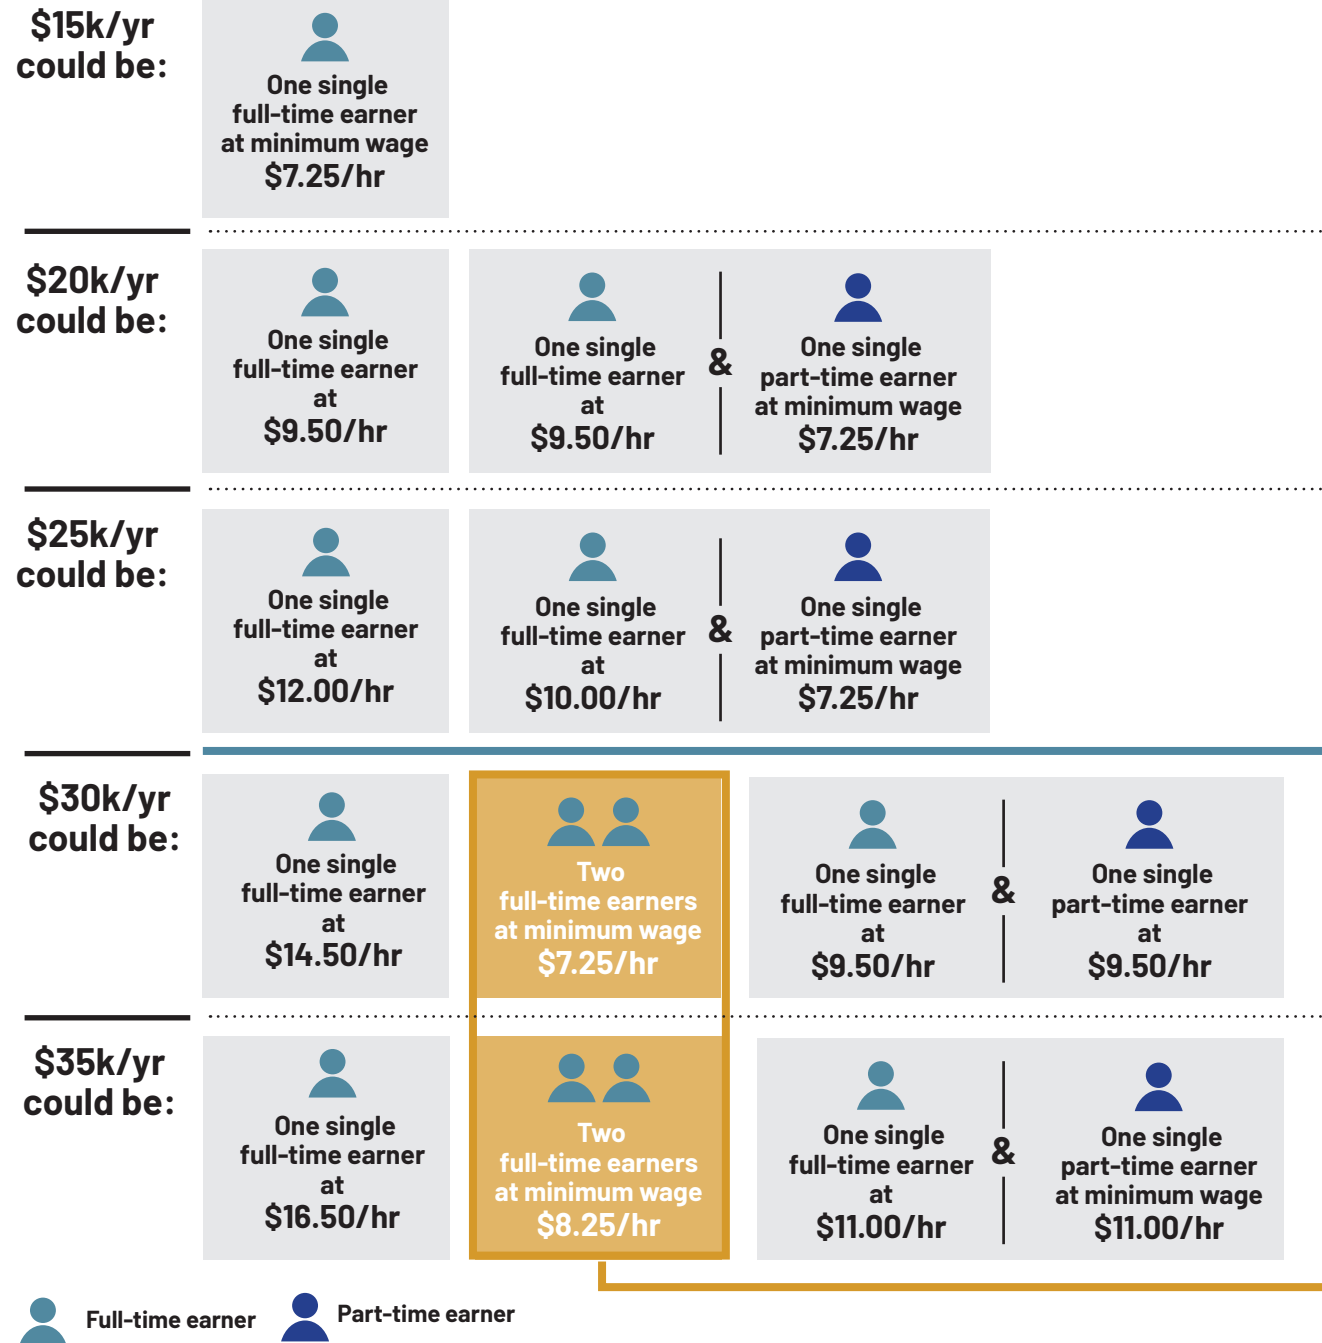 $15k/yr
could be:
One single
full-time earner
at minimum wage
$7.25/hr
$20k/yr
could be:
One single
full-time earner
at
$9.50/hr
One single
full-time earner
at
$9.50/hr
&
One single
part-time earner
at minimum wage
$7.25/hr
$25k/yr
could be:
One single
full-time earner
at
$12.00/hr
One single
full-time earner
at
$10.00/hr
&
One single
part-time earner
at minimum wage
$7.25/hr
$30k/yr
could be:
One single
full-time earner
at
$14.50/hr
Two
full-time earners
at minimum wage
$7.25/hr
One single
full-time earner
at
$9.50/hr
&
One single
part-time earner
at
$9.50/hr
$35k/yr
could be:
One single
full-time earner
at
$16.50/hr
Two
full-time earners
at minimum wage
$8.25/hr
One single
full-time earner
at
$11.00/hr
&
One single
part-time earner
at minimum wage
$11.00/hr
Full-time earner
Part-time earner